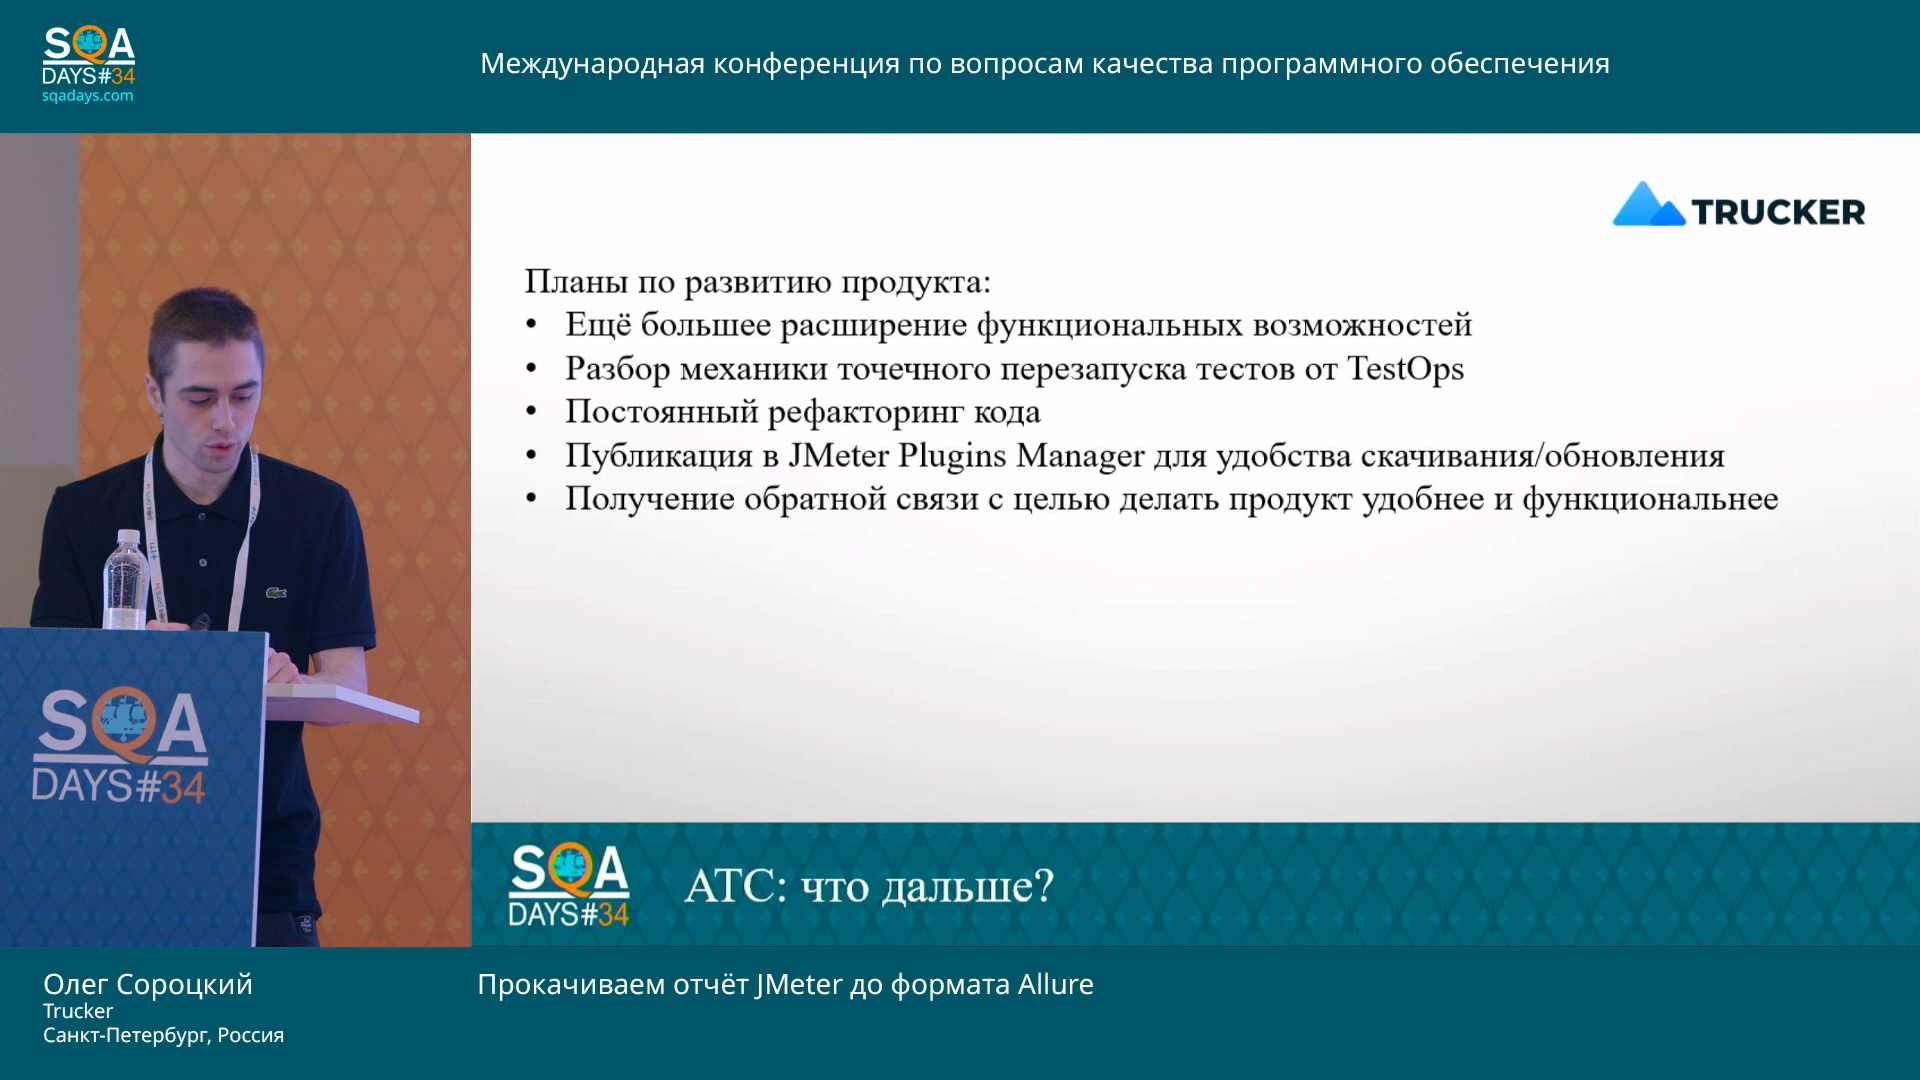 SQA
DAYS#34
sqadays.com
Международная конференция по вопросам качества программного обеспечения
TRUCKER
Планы по развитию продукта:
• Ещё большее расширение функциональных возможностей
• Разбор механики точечного перезапуска тестов от TestOps
• Постоянный рефакторинг кода
• Публикация в JMeter Plugins Manager для удобства скачивания/обновления
• Получение обратной связи с целью делать продукт удобнее и функциональнее
SQA
DAYS#34
SQA
DAYS#34
АТС: что дальше?
Олег Сороцкий
Trucker
Санкт-Петербург, Россия
Прокачиваем отчёт JMeter до формата Allure